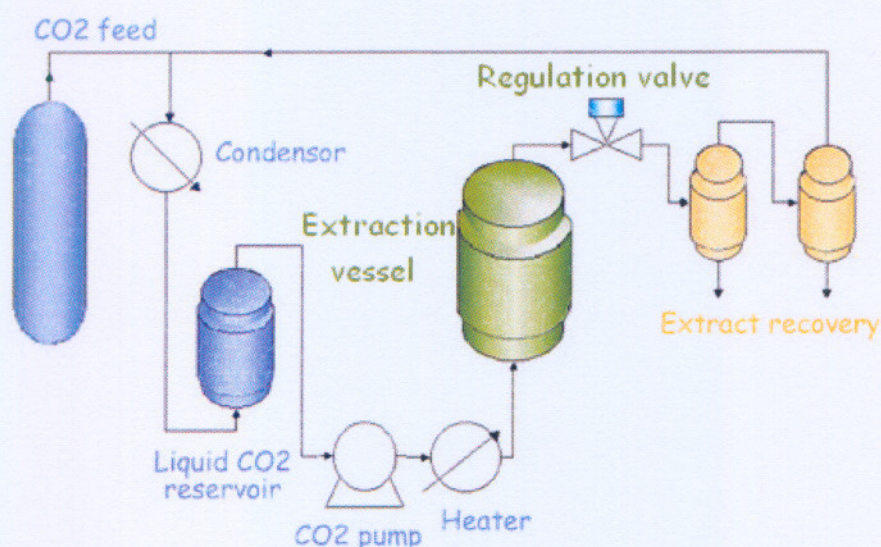 CO2 feed
Regulation valve
Condensor
Extraction
vessel
Extract recovery
Liquid CO2
reservoir
CO2 pump
Heater